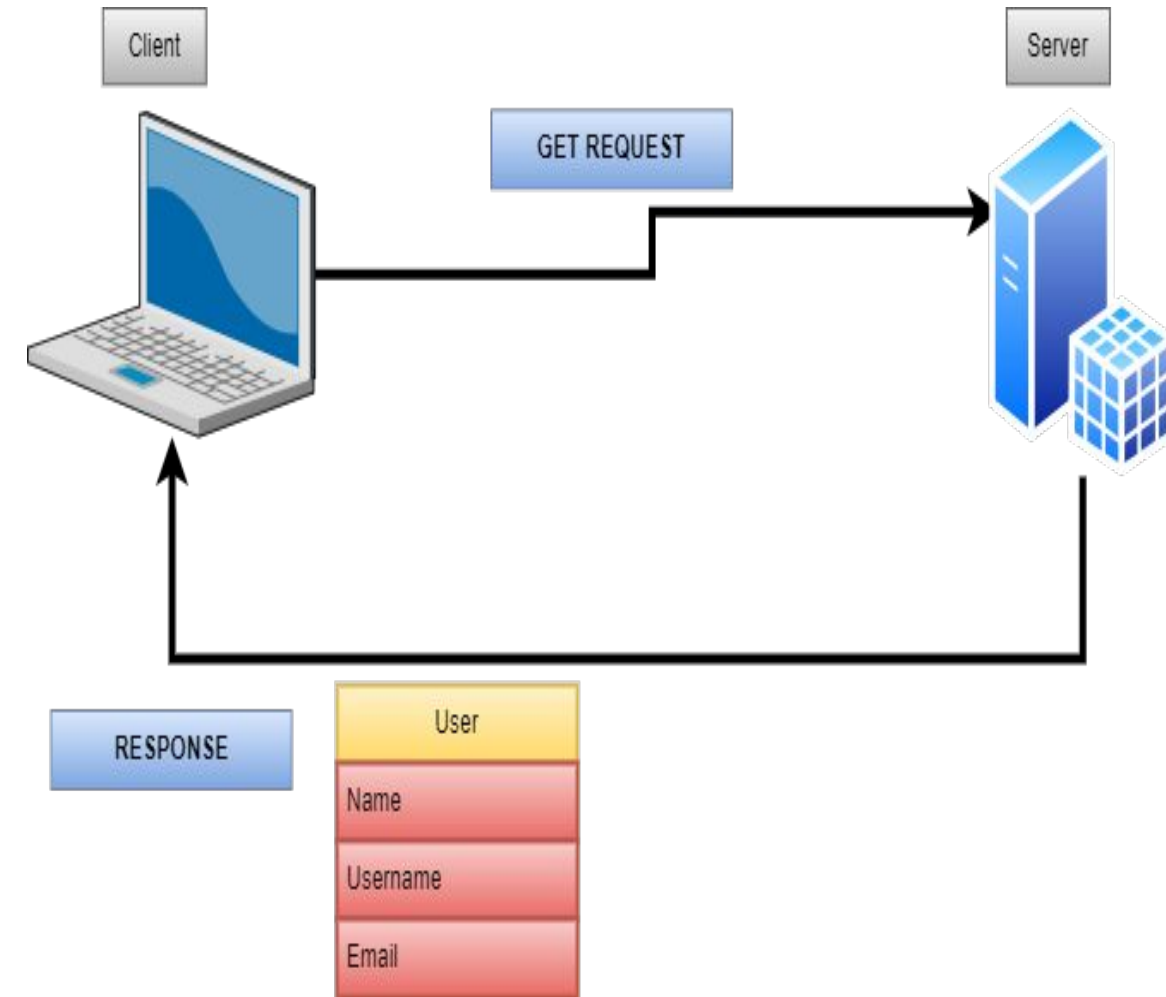 Client
Server
GET REQUEST
RESPONSE
User
Name
Username
Email